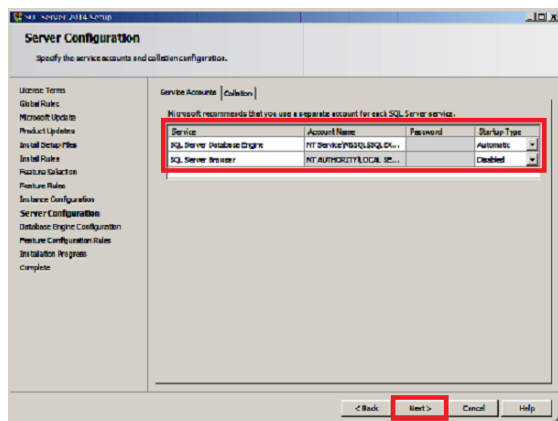 SQL Server 2014 Setup
Server Configuration
Specify the service accounts and collation configuration.
License Terms
Global Rules
Microsoft Update
Product Updates
Install Setup Files
Install Rules
Feature Selection
Feature Rules
Instance Configuration
Server Configuration
Database Engine Configuration
Feature Configuration Rules
Installation Progress
Complete
Service Accounts Collation
Microsoft recommends that you use a separate account for each SQL Server service.
Service Account Name Password Startup Type
SQL Server Database Engine NT Service\MSSQL$SQLEX... Automatic
SQL Server Browser NT AUTHORITY\LOCAL SE... Disabled
< Back Next > Cancel Help